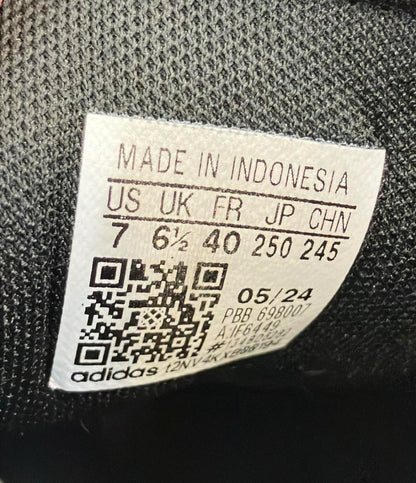 MADE IN INDONESIA
US UK FR JP CHN
7 6½ 40 250 245
05/24
PBB 698007
AJF6449
adidas